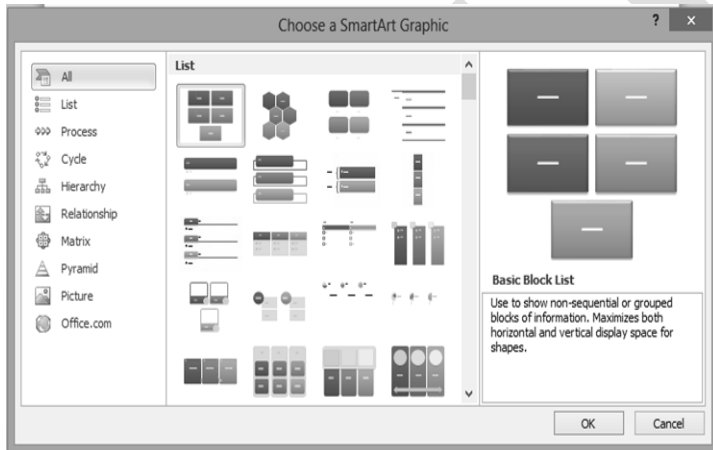 Choose a SmartArt Graphic
?
×
All
List
Process
Cycle
Hierarchy
Relationship
Matrix
Pyramid
Picture
Office.com
List
Basic Block List
Use to show non-sequential or grouped
blocks of information. Maximizes both
horizontal and vertical display space for
shapes.
OK
Cancel